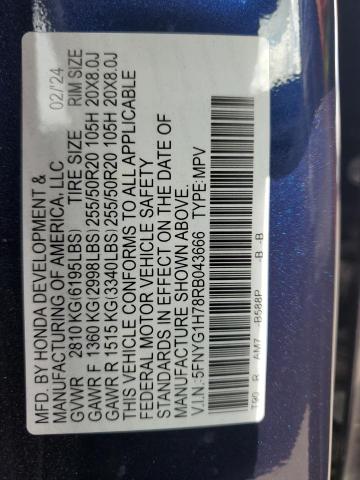 MFD. BY HONDA DEVELOPMENT & 02/'24
MANUFACTURING OF AMERICA, LLC
GVWR 2810 KG(6195LBS) TIRE SIZE RIM SIZE
GAWR F 1360 KG(2998LBS) 255/50R20 105H 20X8.0J
GAWR R 1515 KG(3340LBS) 255/50R20 105H 20X8.0J
THIS VEHICLE CONFORMS TO ALL APPLICABLE
FEDERAL MOTOR VEHICLE SAFETY
STANDARDS IN EFFECT ON THE DATE OF
MANUFACTURE SHOWN ABOVE.
V.I.N.:5FNYG1H78RB043666 TYPE:MPV
T90 R AM7 -B588P -B -B